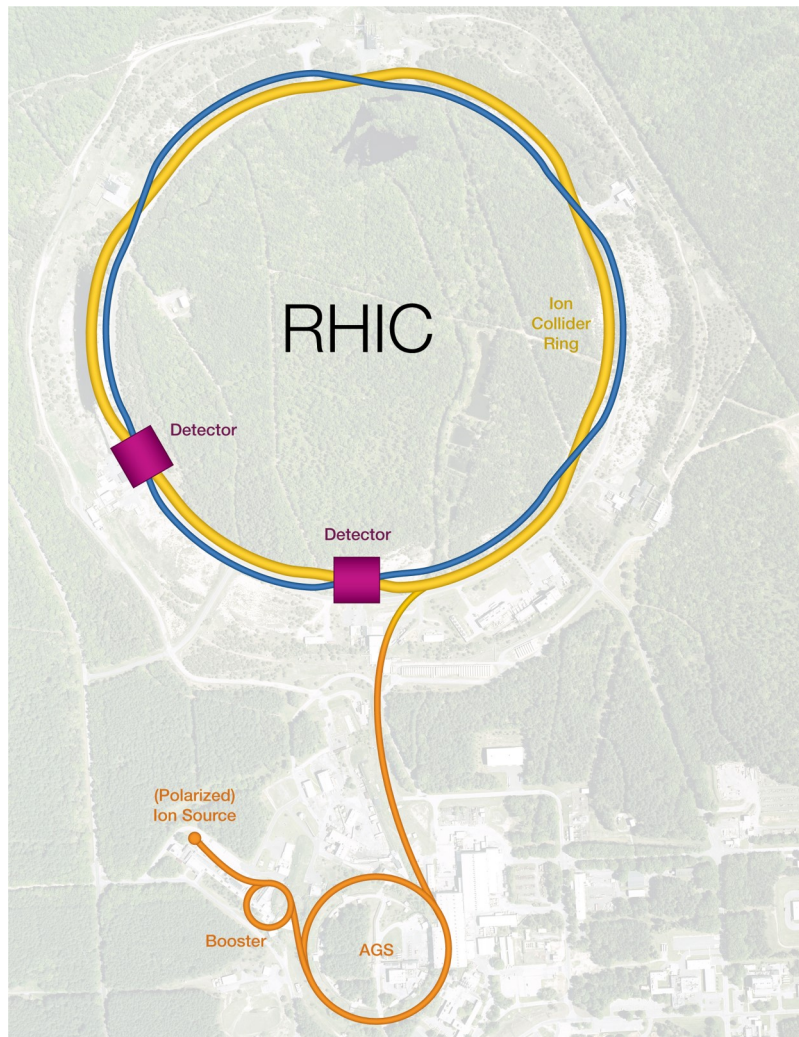 RHIC
Ion
Collider
Ring
Detector
Detector
(Polarized)
Ion Source
Booster
AGS